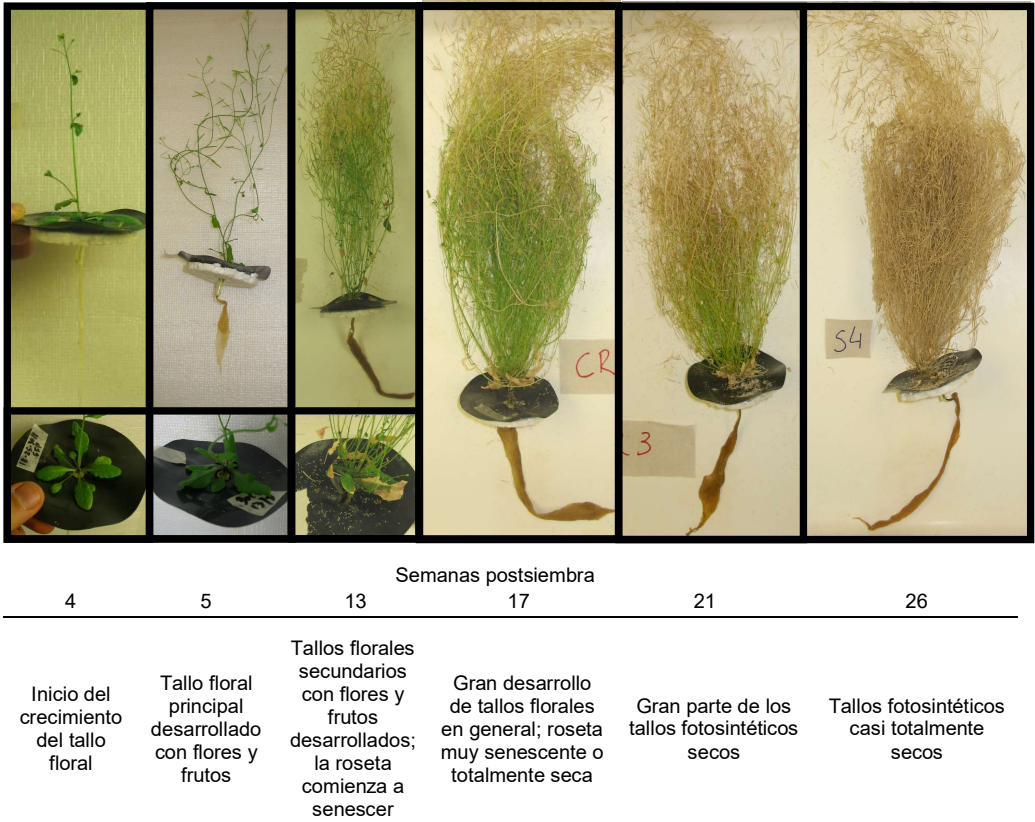 CR
3
S4
Semanas postsiembra
4 5 13 17 21 26
Inicio del
crecimiento
del tallo
floral
Tallo floral
principal
desarrollado
con flores y
frutos
Tallos florales
secundarios
con flores y
frutos
desarrollados;
la roseta
comienza a
senescer
Gran desarrollo
de tallos florales
en general; roseta
muy senescente o
totalmente seca
Gran parte de los
tallos fotosintéticos
secos
Tallos fotosintéticos
casi totalmente
secos